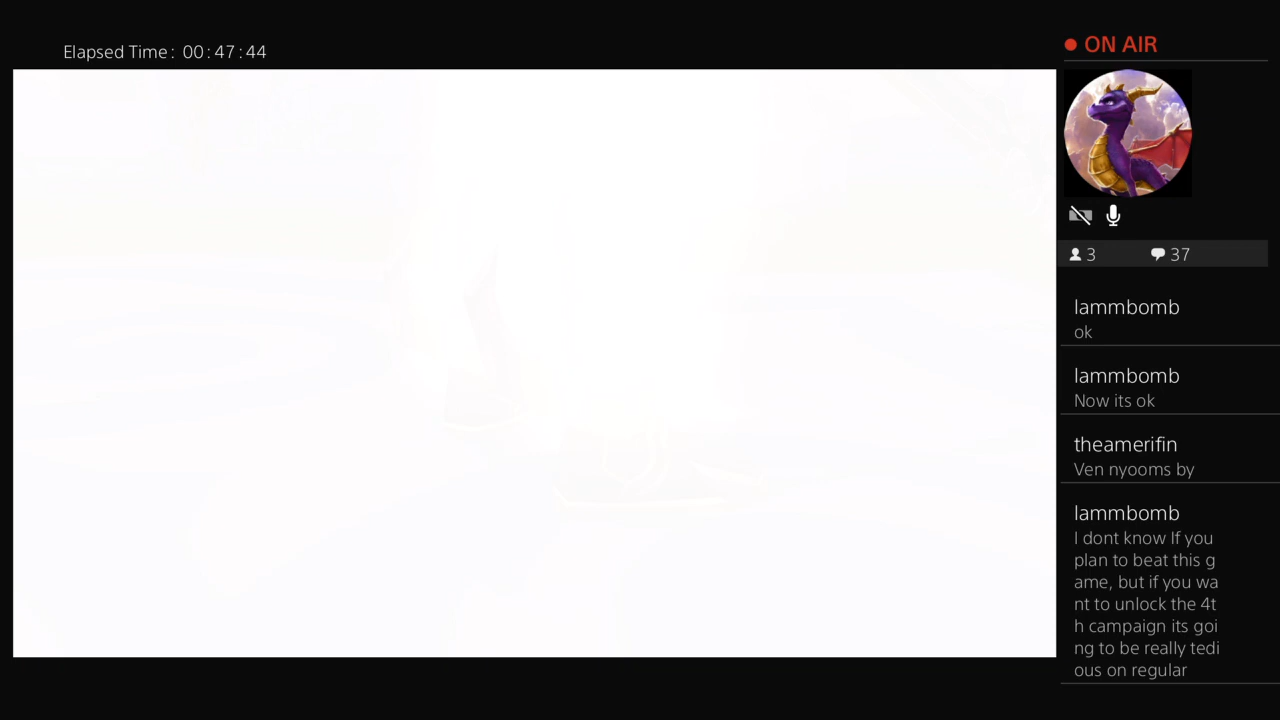 Elapsed Time: 00:47:44
ON AIR
3 37
lammbomb
ok
lammbomb
Now its ok
theamerifin
Ven nyooms by
lammbomb
I dont know If you
plan to beat this g
ame, but if you wa
nt to unlock the 4t
h campaign its goi
ng to be really tedi
ous on regular